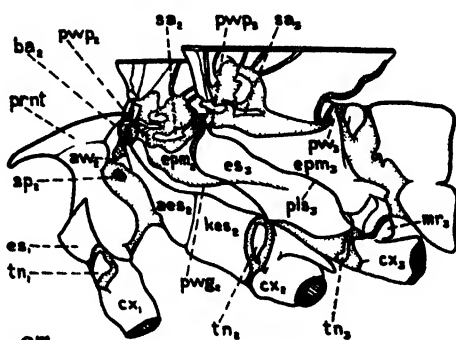 sa₂ pwp₃ sa₃
pwp₂
ba₂
prnt
aw₂ epm₂ es₃ epm₃ pw₃
sp₂
aes₂ kes₂ pls₃
es₁ mr₃
tn₁ pwg₂ cx₃
cx₁ cx₂
tn₂ tn₃